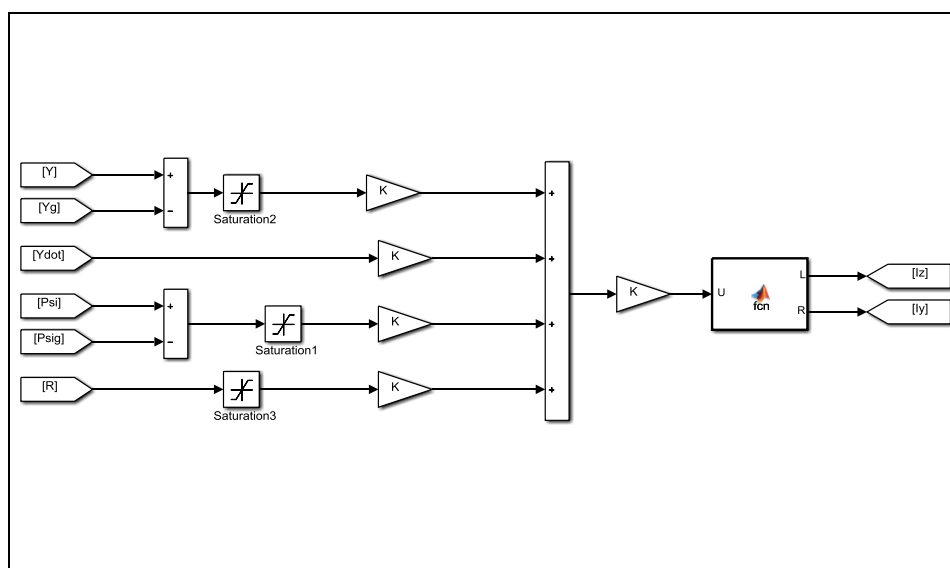 [Y]
+
K
+
[Yg]
−
Saturation2
[Ydot]
K
+
[Psi]
+
K
+
[Psig]
−
Saturation1
[R]
K
+
Saturation3
K
U
fcn
L
R
[Iz]
[Iy]